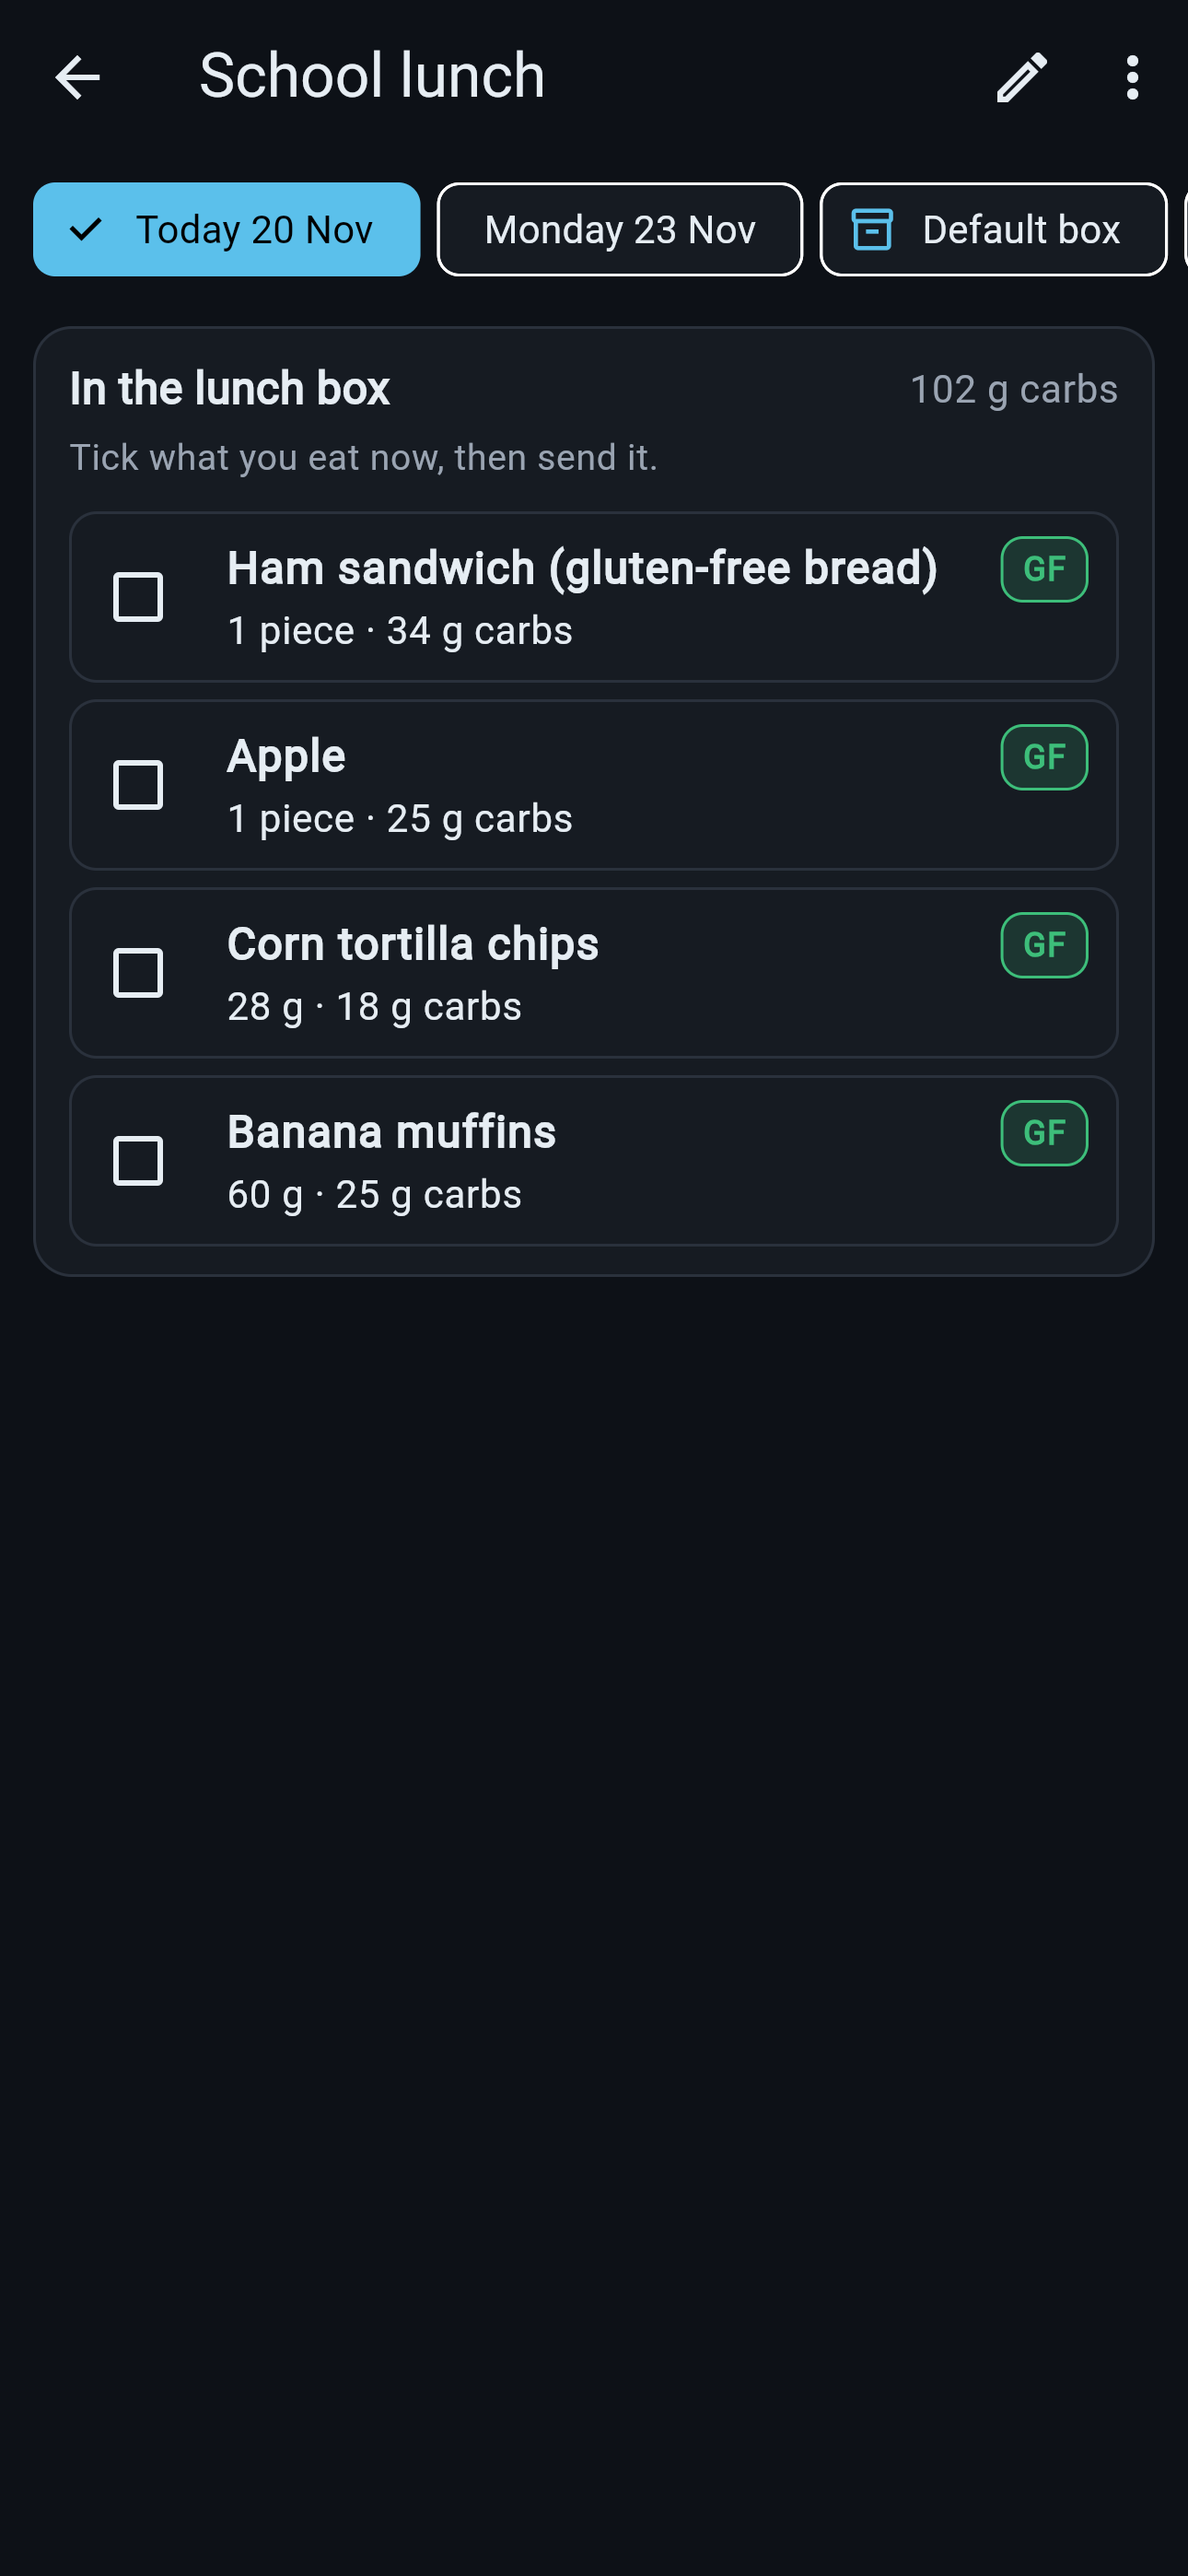 School lunch
Today 20 Nov
Monday 23 Nov
Default box
In the lunch box
102 g carbs
Tick what you eat now, then send it.
Ham sandwich (gluten-free bread)
GF
1 piece · 34 g carbs
Apple
GF
1 piece · 25 g carbs
Corn tortilla chips
GF
28 g · 18 g carbs
Banana muffins
GF
60 g · 25 g carbs